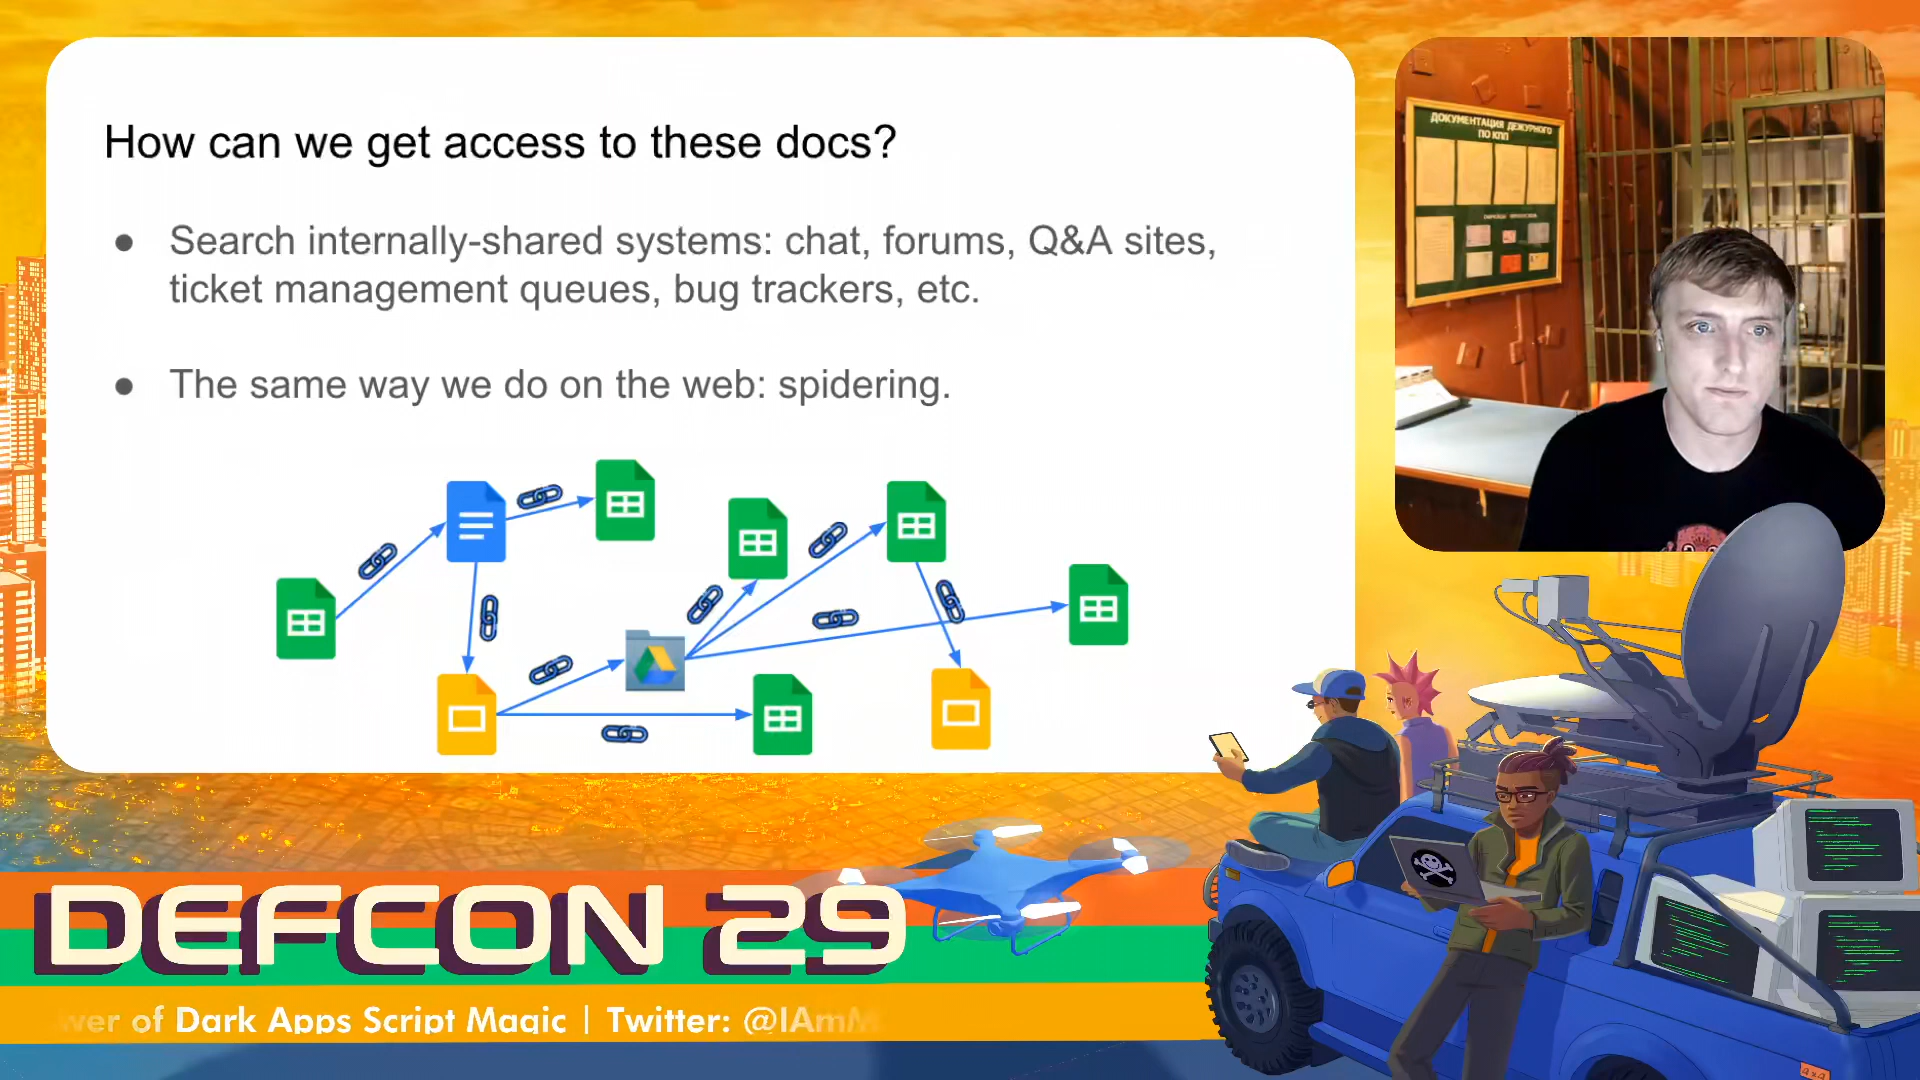 How can we get access to these docs?
● Search internally-shared systems: chat, forums, Q&A sites,
ticket management queues, bug trackers, etc.
● The same way we do on the web: spidering.
ДОКУМЕНТАЦИЯ ДЕЖУРНОГО
ПО КПП
DEFCON 29
wer of Dark Apps Script Magic | Twitter: @IAmM